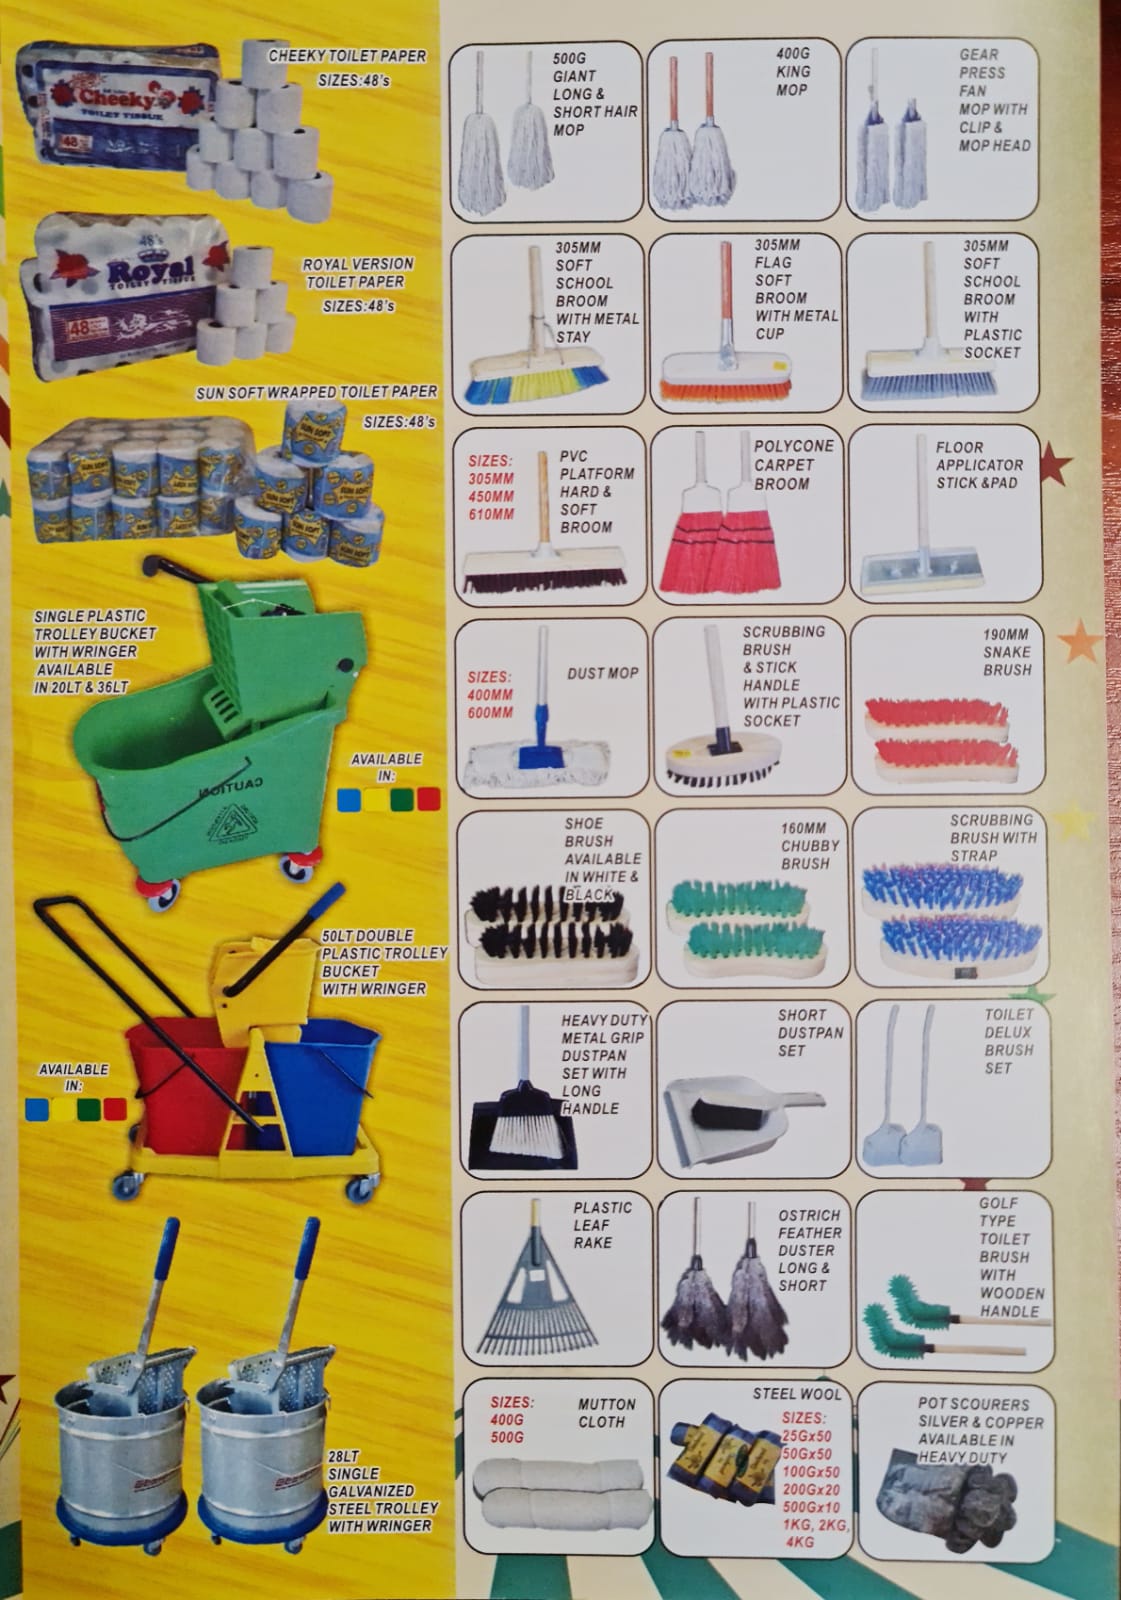 CHEEKY TOILET PAPER
SIZES:48's
Cheeky
TOILET TISSUE
48
ROYAL VERSION
TOILET PAPER
SIZES:48's
48's
Royal
TOILET TISSUE
48
SUN SOFT WRAPPED TOILET PAPER
SIZES:48's
SUN SOFT
SINGLE PLASTIC
TROLLEY BUCKET
WITH WRINGER
AVAILABLE
IN 20LT & 36LT
AVAILABLE
IN:
CAUTION
50LT DOUBLE
PLASTIC TROLLEY
BUCKET
WITH WRINGER
AVAILABLE
IN:
28LT
SINGLE
GALVANIZED
STEEL TROLLEY
WITH WRINGER
500G
GIANT
LONG &
SHORT HAIR
MOP
400G
KING
MOP
GEAR
PRESS
FAN
MOP WITH
CLIP &
MOP HEAD
305MM
SOFT
SCHOOL
BROOM
WITH METAL
STAY
305MM
FLAG
SOFT
BROOM
WITH METAL
CUP
305MM
SOFT
SCHOOL
BROOM
WITH
PLASTIC
SOCKET
SIZES:
305MM
450MM
610MM
PVC
PLATFORM
HARD &
SOFT
BROOM
POLYCONE
CARPET
BROOM
FLOOR
APPLICATOR
STICK &PAD
SIZES:
400MM
600MM
DUST MOP
SCRUBBING
BRUSH
& STICK
HANDLE
WITH PLASTIC
SOCKET
190MM
SNAKE
BRUSH
SHOE
BRUSH
AVAILABLE
IN WHITE &
BLACK
160MM
CHUBBY
BRUSH
SCRUBBING
BRUSH WITH
STRAP
HEAVY DUTY
METAL GRIP
DUSTPAN
SET WITH
LONG
HANDLE
SHORT
DUSTPAN
SET
TOILET
DELUX
BRUSH
SET
PLASTIC
LEAF
RAKE
OSTRICH
FEATHER
DUSTER
LONG &
SHORT
GOLF
TYPE
TOILET
BRUSH
WITH
WOODEN
HANDLE
SIZES:
400G
500G
MUTTON
CLOTH
STEEL WOOL
SIZES:
25Gx50
50Gx50
100Gx50
200Gx20
500Gx10
1KG, 2KG,
4KG
POT SCOURERS
SILVER & COPPER
AVAILABLE IN
HEAVY DUTY